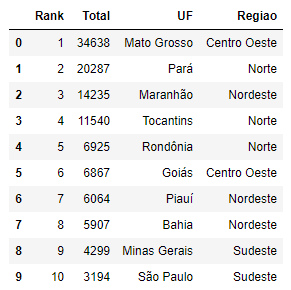 Rank Total UF Regiao
0 1 34638 Mato Grosso Centro Oeste
1 2 20287 Pará Norte
2 3 14235 Maranhão Nordeste
3 4 11540 Tocantins Norte
4 5 6925 Rondônia Norte
5 6 6867 Goiás Centro Oeste
6 7 6064 Piauí Nordeste
7 8 5907 Bahia Nordeste
8 9 4299 Minas Gerais Sudeste
9 10 3194 São Paulo Sudeste